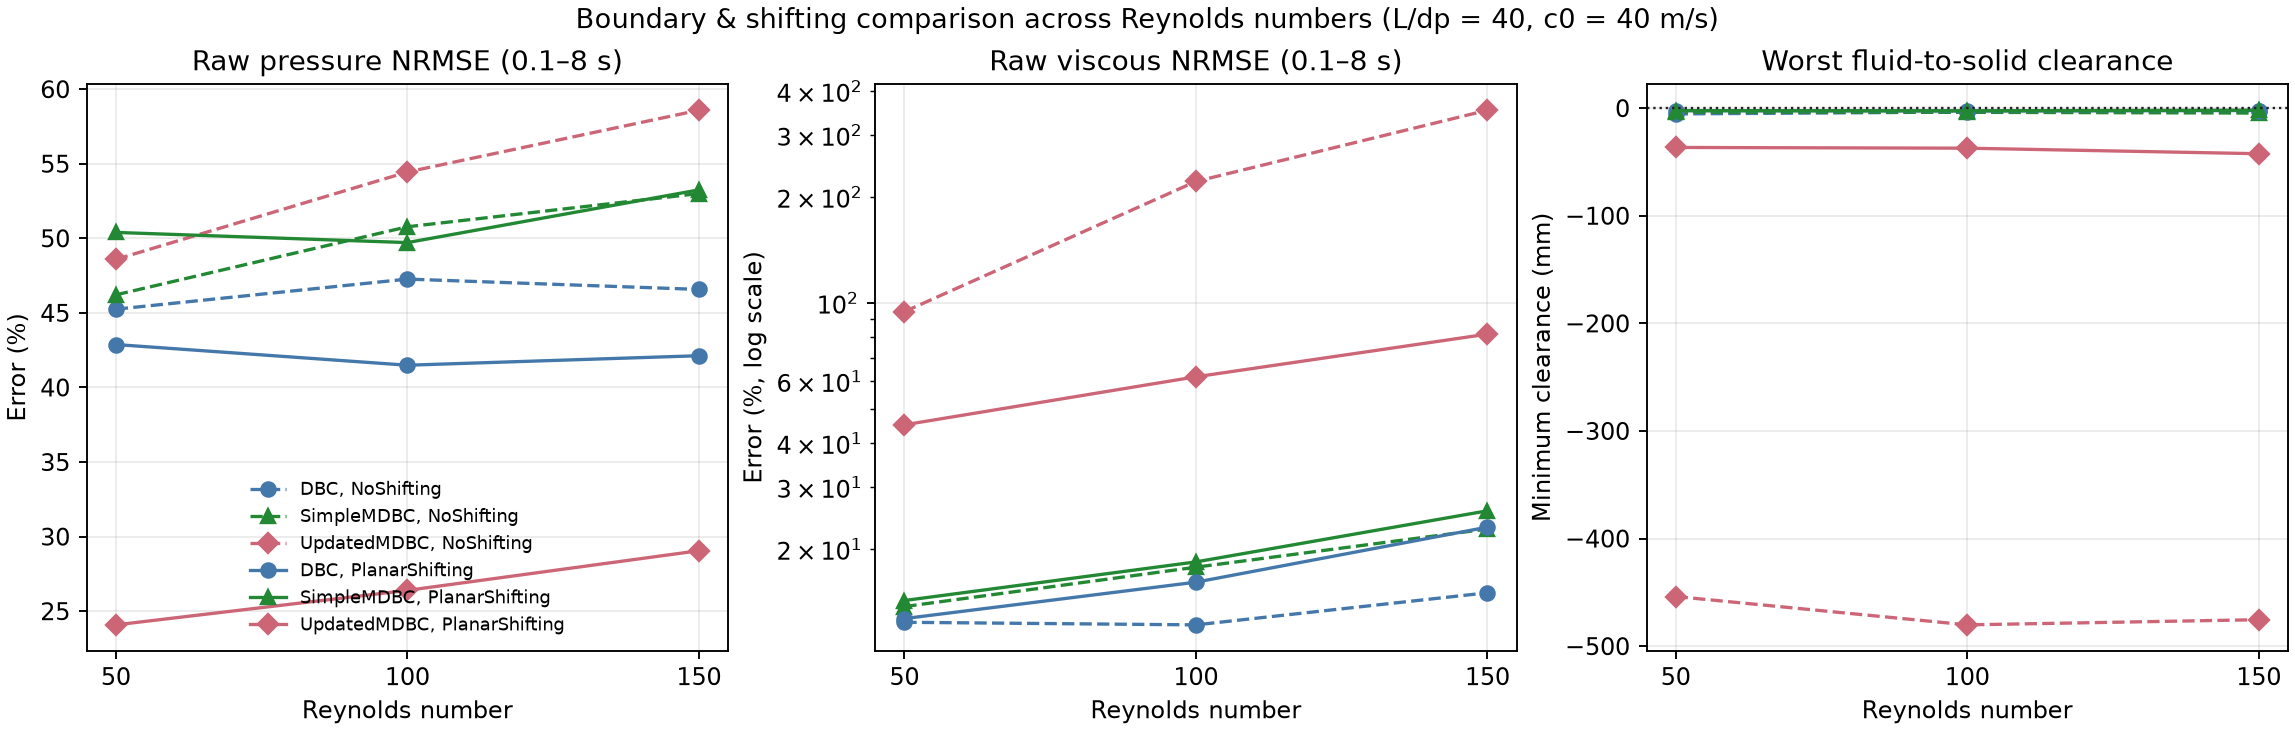 Boundary & shifting comparison across Reynolds numbers (L/dp = 40, c0 = 40 m/s)
Raw pressure NRMSE (0.1–8 s)
Error (%)
60
55
50
45
40
35
30
25
DBC, NoShifting
SimpleMDBC, NoShifting
UpdatedMDBC, NoShifting
DBC, PlanarShifting
SimpleMDBC, PlanarShifting
UpdatedMDBC, PlanarShifting
50 100 150
Reynolds number
Raw viscous NRMSE (0.1–8 s)
Error (%, log scale)
4 × 10²
3 × 10²
2 × 10²
10²
6 × 10¹
4 × 10¹
3 × 10¹
2 × 10¹
50 100 150
Reynolds number
Worst fluid-to-solid clearance
Minimum clearance (mm)
0
−100
−200
−300
−400
−500
50 100 150
Reynolds number